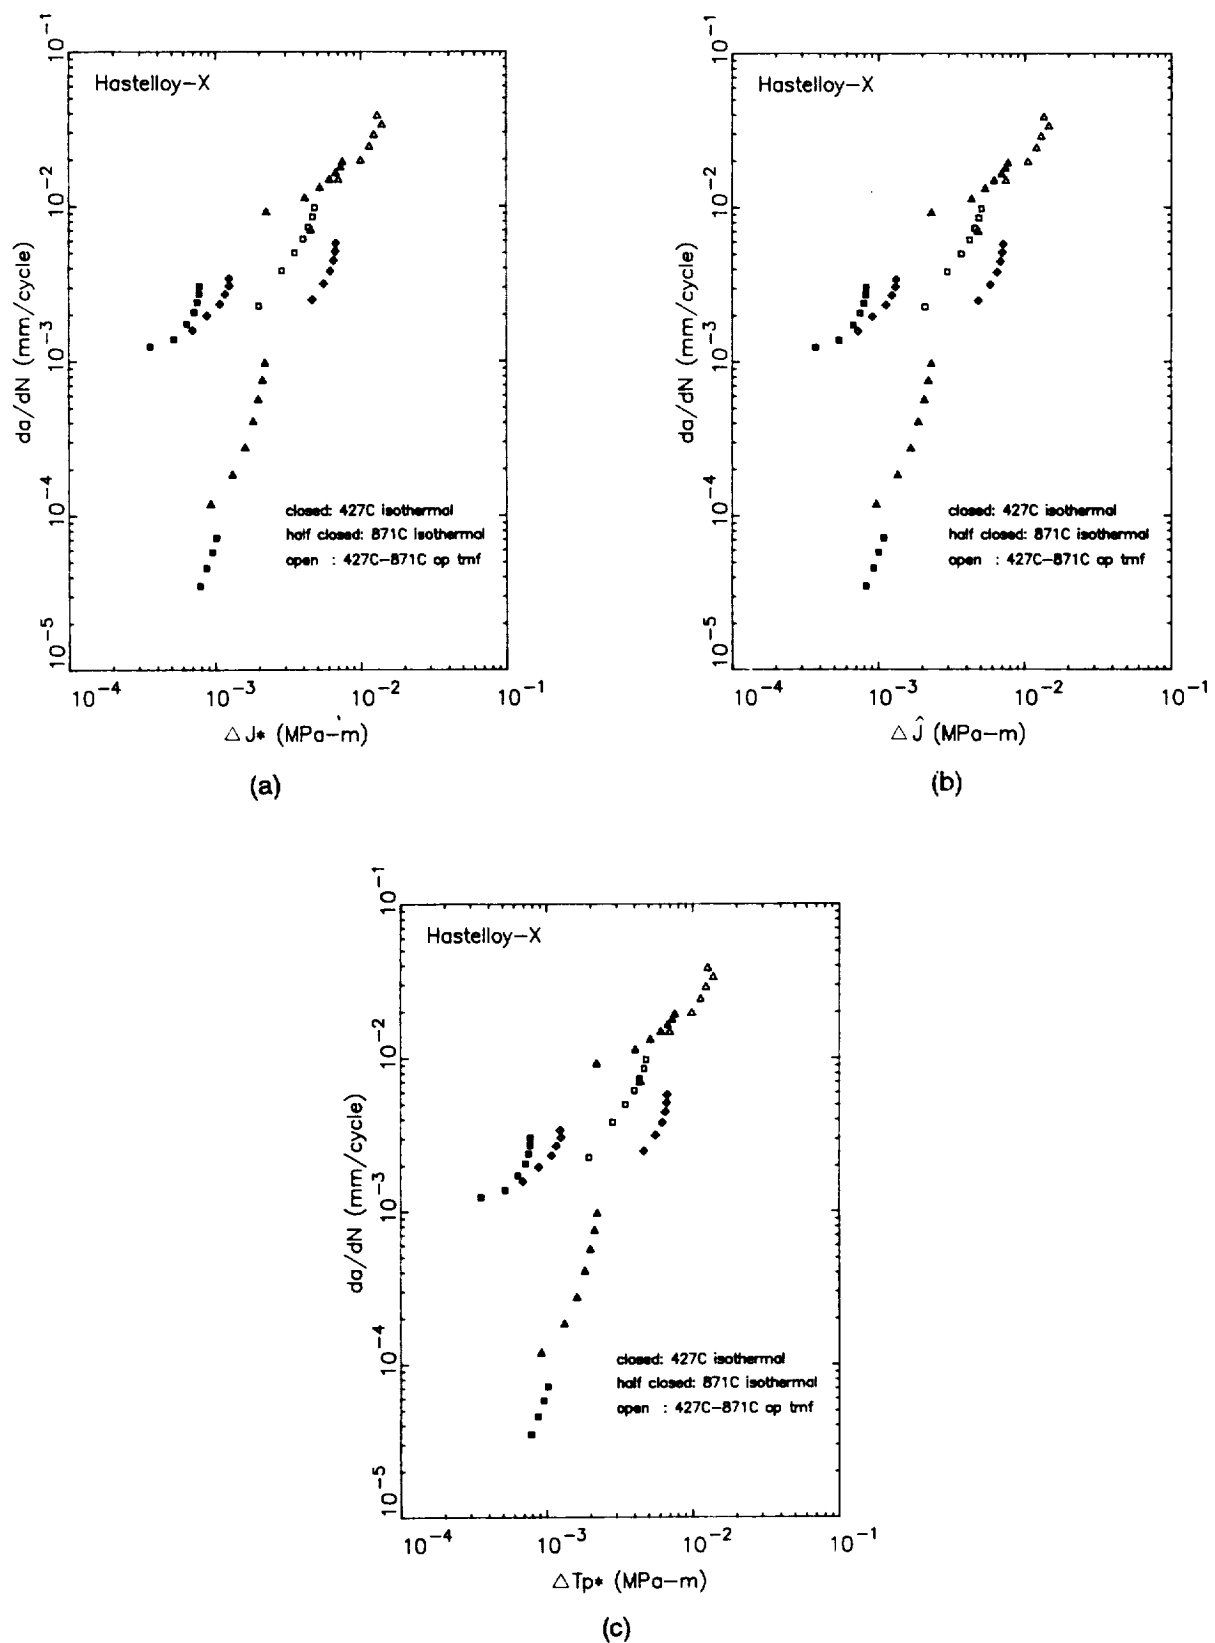 Hastelloy-X
10⁻¹
10⁻²
10⁻³
10⁻⁴
10⁻⁵
da/dN (mm/cycle)
closed: 427C isothermal
half closed: 871C isothermal
open : 427C-871C op tmf
10⁻⁴ 10⁻³ 10⁻² 10⁻¹
△ J* (MPa-m)
(a)
Hastelloy-X
10⁻¹
10⁻²
10⁻³
10⁻⁴
10⁻⁵
da/dN (mm/cycle)
closed: 427C isothermal
half closed: 871C isothermal
open : 427C-871C op tmf
10⁻⁴ 10⁻³ 10⁻² 10⁻¹
△ Ĵ (MPa-m)
(b)
Hastelloy-X
10⁻¹
10⁻²
10⁻³
10⁻⁴
10⁻⁵
da/dN (mm/cycle)
closed: 427C isothermal
half closed: 871C isothermal
open : 427C-871C op tmf
10⁻⁴ 10⁻³ 10⁻² 10⁻¹
△Tp* (MPa-m)
(c)